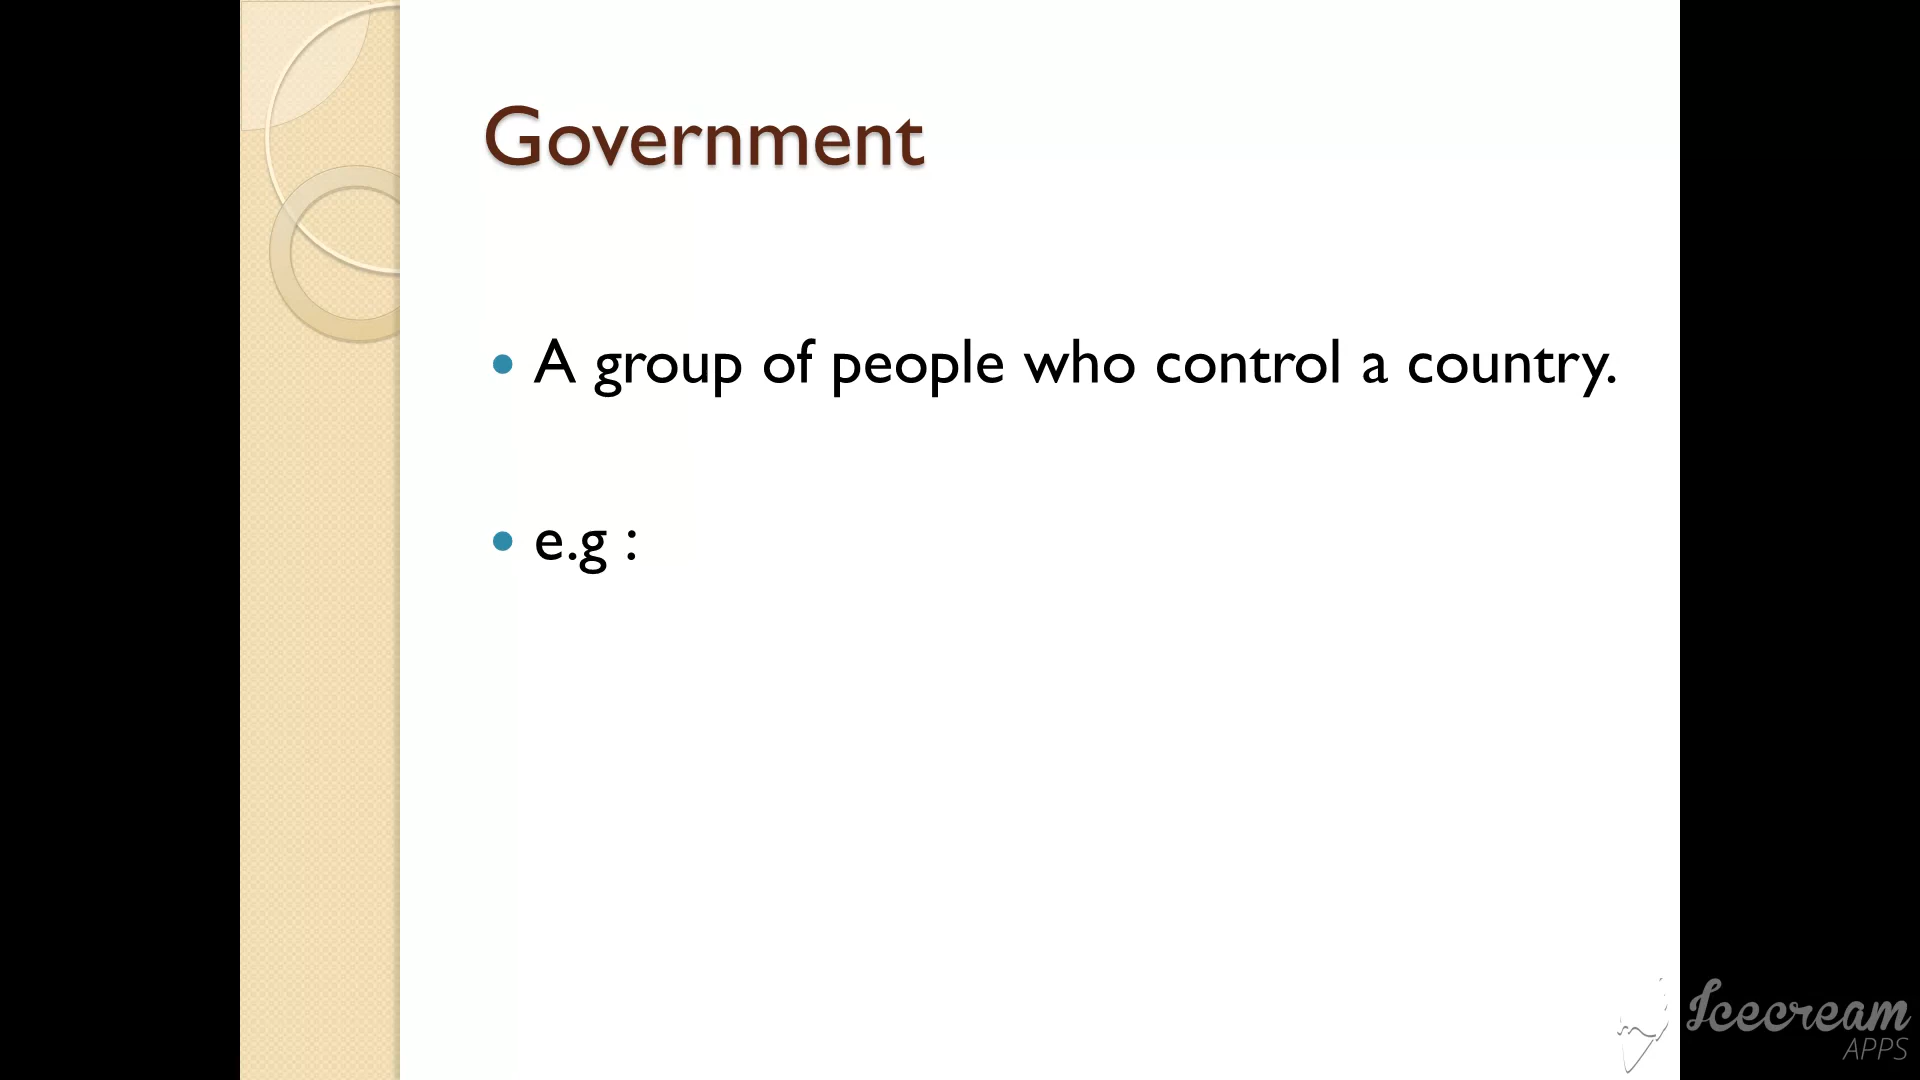 Government
• A group of people who control a country.
• e.g :
Icecream
APPS